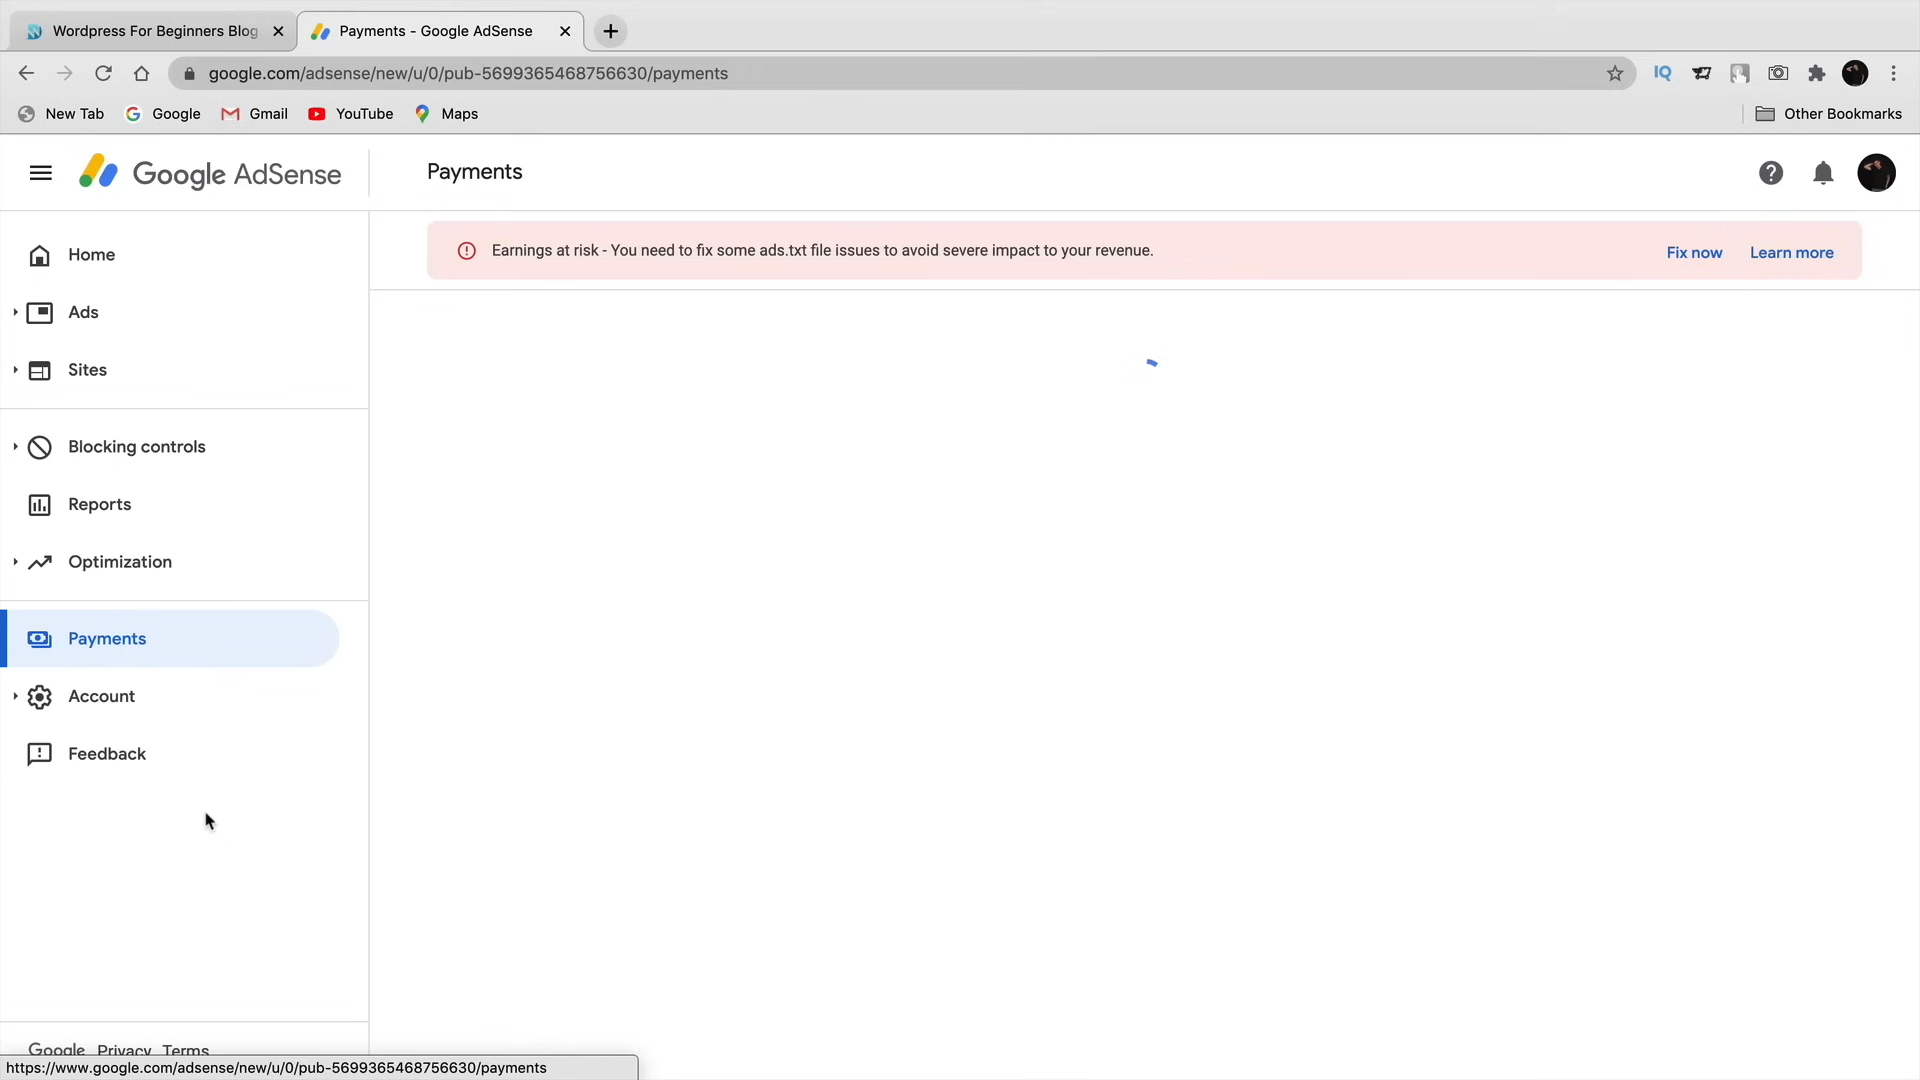 Wordpress For Beginners Blog
Payments - Google AdSense
google.com/adsense/new/u/0/pub-5699365468756630/payments
IQ
New Tab
Google
Gmail
YouTube
Maps
Other Bookmarks
Google AdSense
Payments
Earnings at risk - You need to fix some ads.txt file issues to avoid severe impact to your revenue.
Fix now
Learn more
Home
Ads
Sites
Blocking controls
Reports
Optimization
Payments
Account
Feedback
Google Privacy Terms
https://www.google.com/adsense/new/u/0/pub-5699365468756630/payments